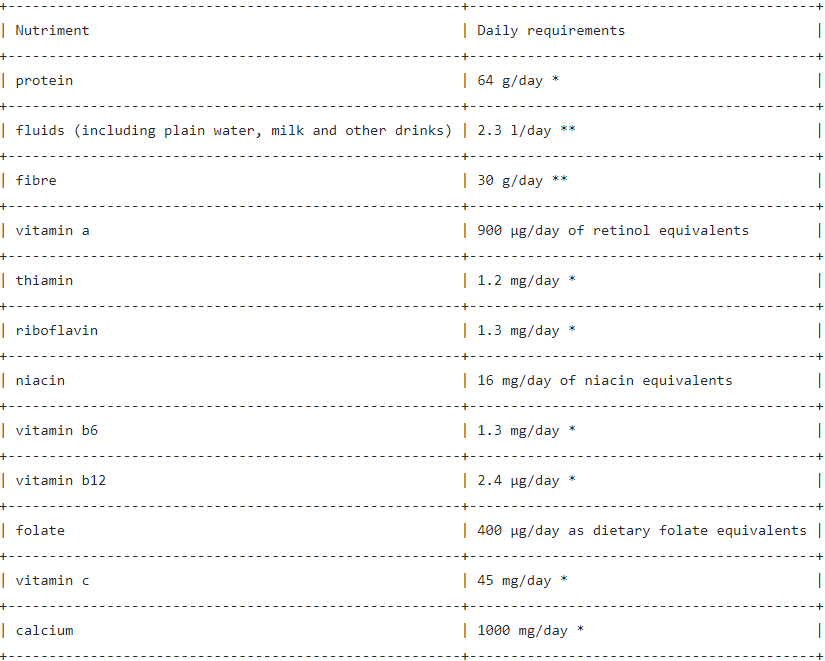 +-------------------------------------------------------+------------------------------------------+
| Nutriment | Daily requirements |
+-------------------------------------------------------+------------------------------------------+
| protein | 64 g/day * |
+-------------------------------------------------------+------------------------------------------+
| fluids (including plain water, milk and other drinks) | 2.3 l/day ** |
+-------------------------------------------------------+------------------------------------------+
| fibre | 30 g/day ** |
+-------------------------------------------------------+------------------------------------------+
| vitamin a | 900 µg/day of retinol equivalents |
+-------------------------------------------------------+------------------------------------------+
| thiamin | 1.2 mg/day * |
+-------------------------------------------------------+------------------------------------------+
| riboflavin | 1.3 mg/day * |
+-------------------------------------------------------+------------------------------------------+
| niacin | 16 mg/day of niacin equivalents |
+-------------------------------------------------------+------------------------------------------+
| vitamin b6 | 1.3 mg/day * |
+-------------------------------------------------------+------------------------------------------+
| vitamin b12 | 2.4 µg/day * |
+-------------------------------------------------------+------------------------------------------+
| folate | 400 µg/day as dietary folate equivalents |
+-------------------------------------------------------+------------------------------------------+
| vitamin c | 45 mg/day * |
+-------------------------------------------------------+------------------------------------------+
| calcium | 1000 mg/day * |
+-------------------------------------------------------+------------------------------------------+